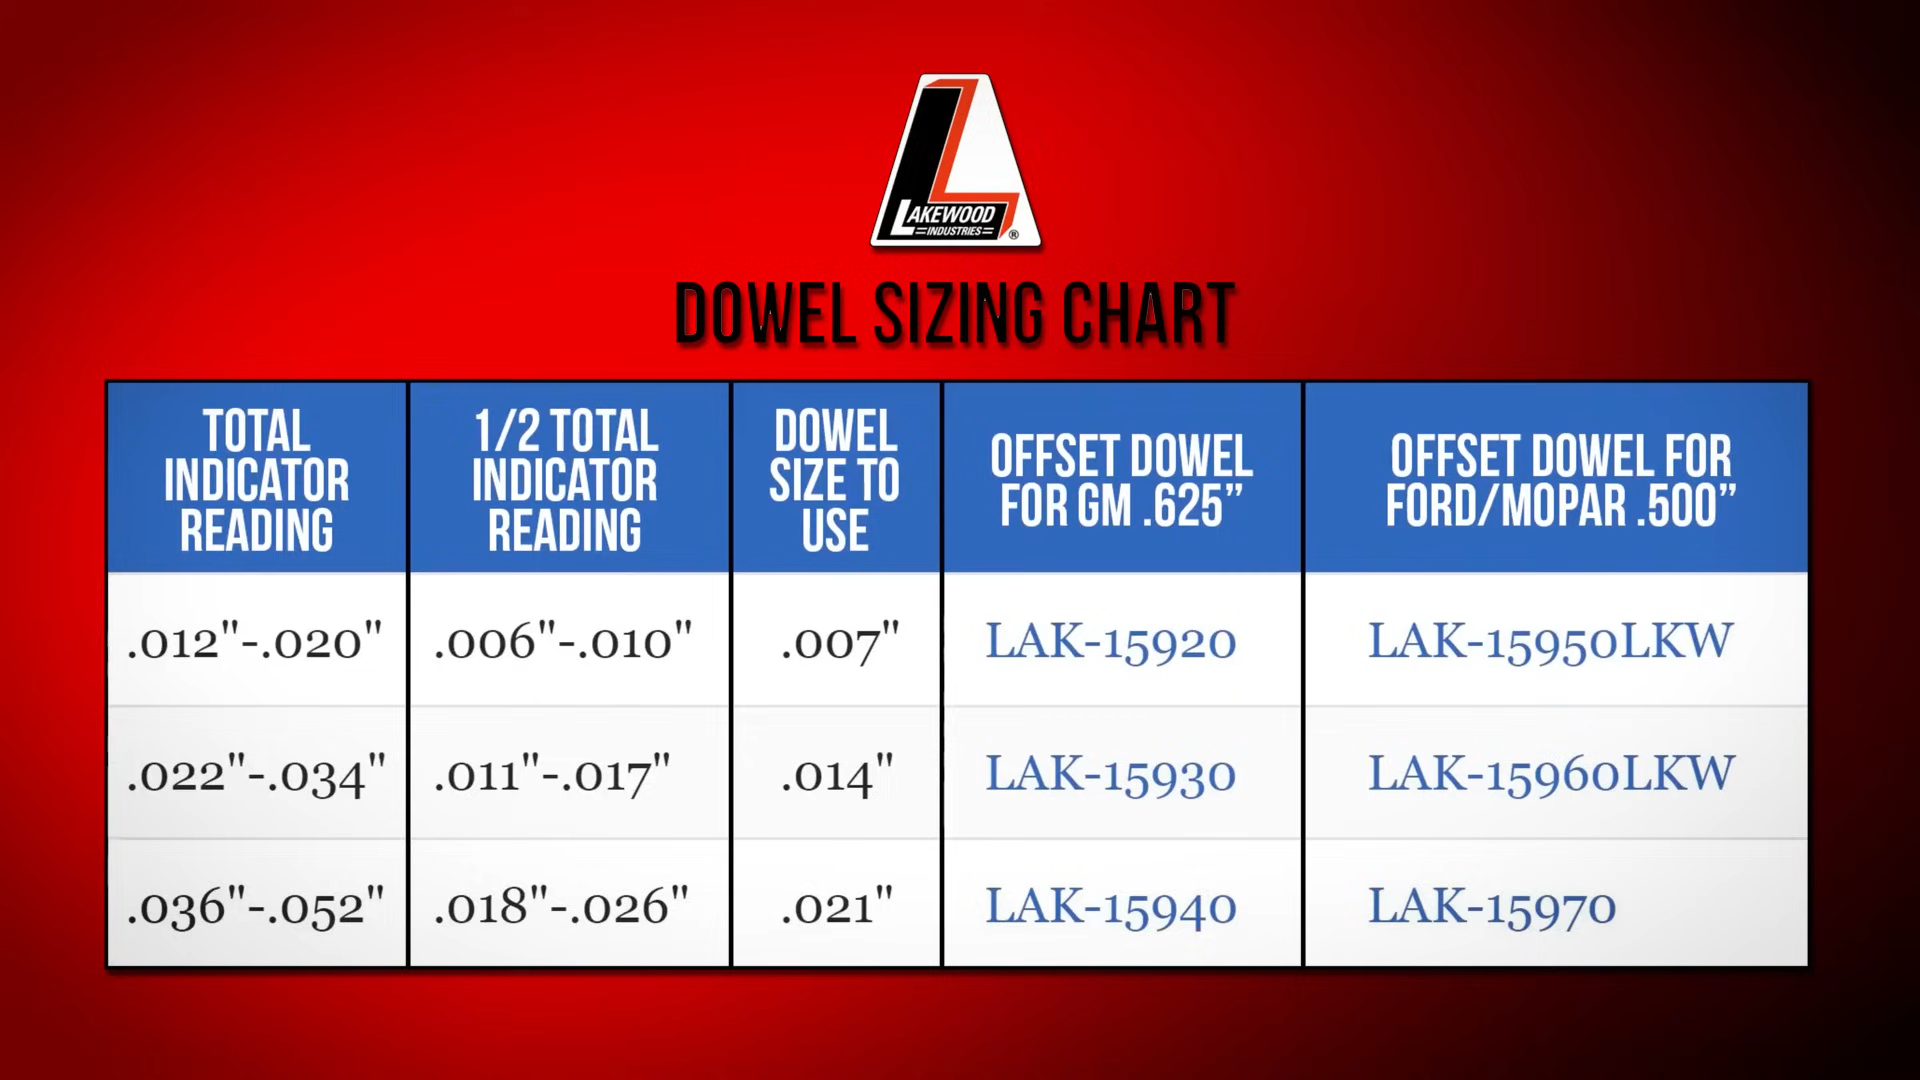 LAKEWOOD
INDUSTRIES
®
DOWEL SIZING CHART
TOTAL INDICATOR READING
1/2 TOTAL INDICATOR READING
DOWEL SIZE TO USE
OFFSET DOWEL FOR GM .625”
OFFSET DOWEL FOR FORD/MOPAR .500”
.012"-.020" .006"-.010" .007" LAK-15920 LAK-15950LKW
.022"-.034" .011"-.017" .014" LAK-15930 LAK-15960LKW
.036"-.052" .018"-.026" .021" LAK-15940 LAK-15970